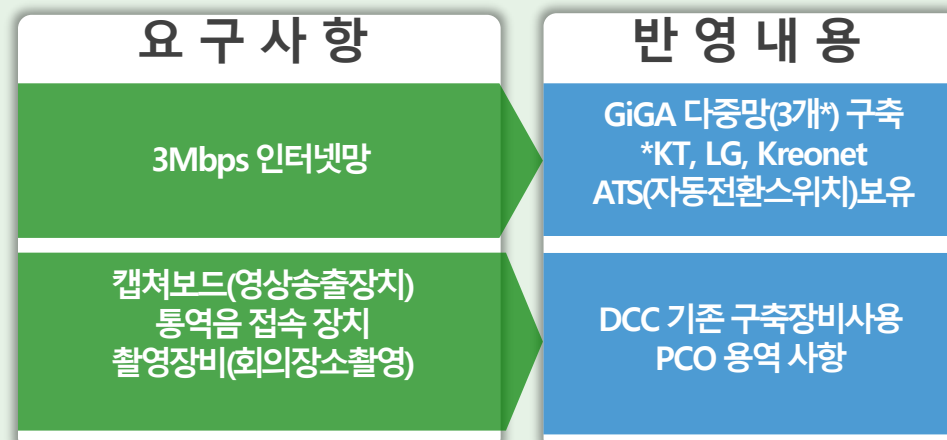 요 구 사 항
반 영 내 용
3Mbps 인터넷망
GiGA 다중망(3개*) 구축
*KT, LG, Kreonet
ATS(자동전환스위치)보유
캡쳐보드(영상송출장치)
통역음 접속 장치
촬영장비(회의장소촬영)
DCC 기존 구축장비사용
PCO 용역 사항